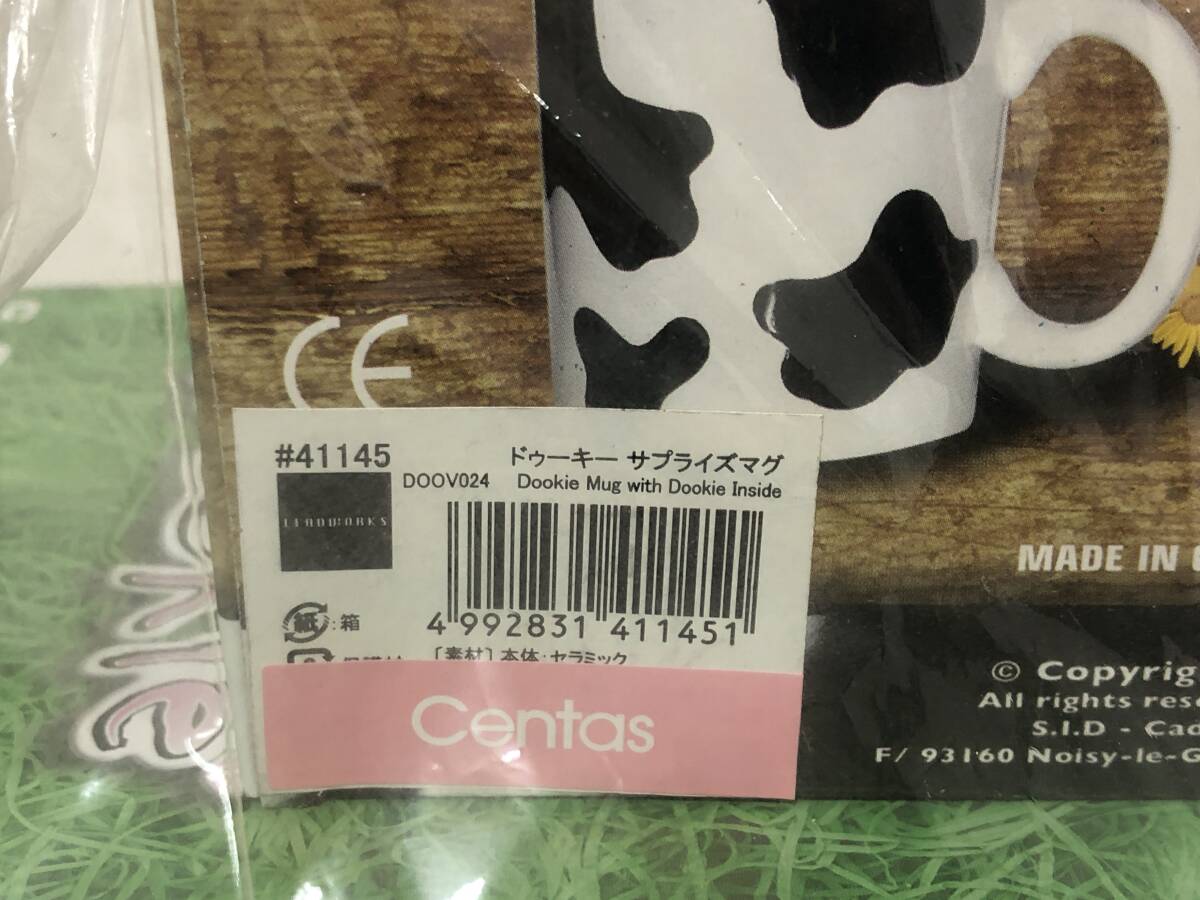 CE
#41145
ドゥーキー サプライズマグ
DOOV024 Dookie Mug with Dookie Inside
LEADWORKS
4 992831 411451
紙:箱
[素材]本体:セラミック
Centas
MADE IN
© Copyrig
All rights res
S.I.D - Cad
F/ 93160 Noisy-le-G